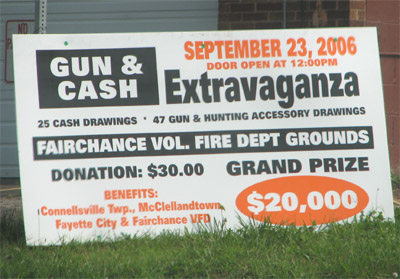 SEPTEMBER 23, 2006
DOOR OPEN AT 12:00PM
GUN &
CASH
Extravaganza
25 CASH DRAWINGS * 47 GUN & HUNTING ACCESSORY DRAWINGS
FAIRCHANCE VOL. FIRE DEPT GROUNDS
DONATION: $30.00
GRAND PRIZE
$20,000
BENEFITS:
Connellsville Twp., McClellandtown,
Fayette City & Fairchance VFD